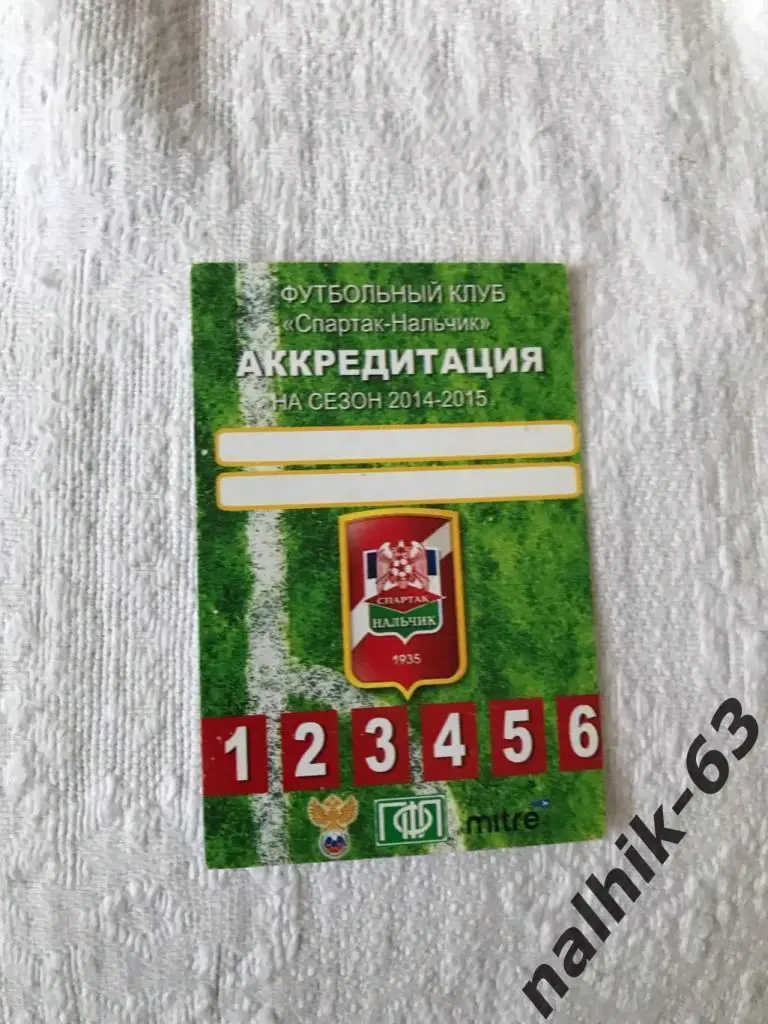 ФУТБОЛЬНЫЙ КЛУБ
«Спартак-Нальчик»
АККРЕДИТАЦИЯ
НА СЕЗОН 2014-2015
СПАРТАК
НАЛЬЧИК
1935
1 2 3 4 5 6
ПФЛ mitre
nalhik-63